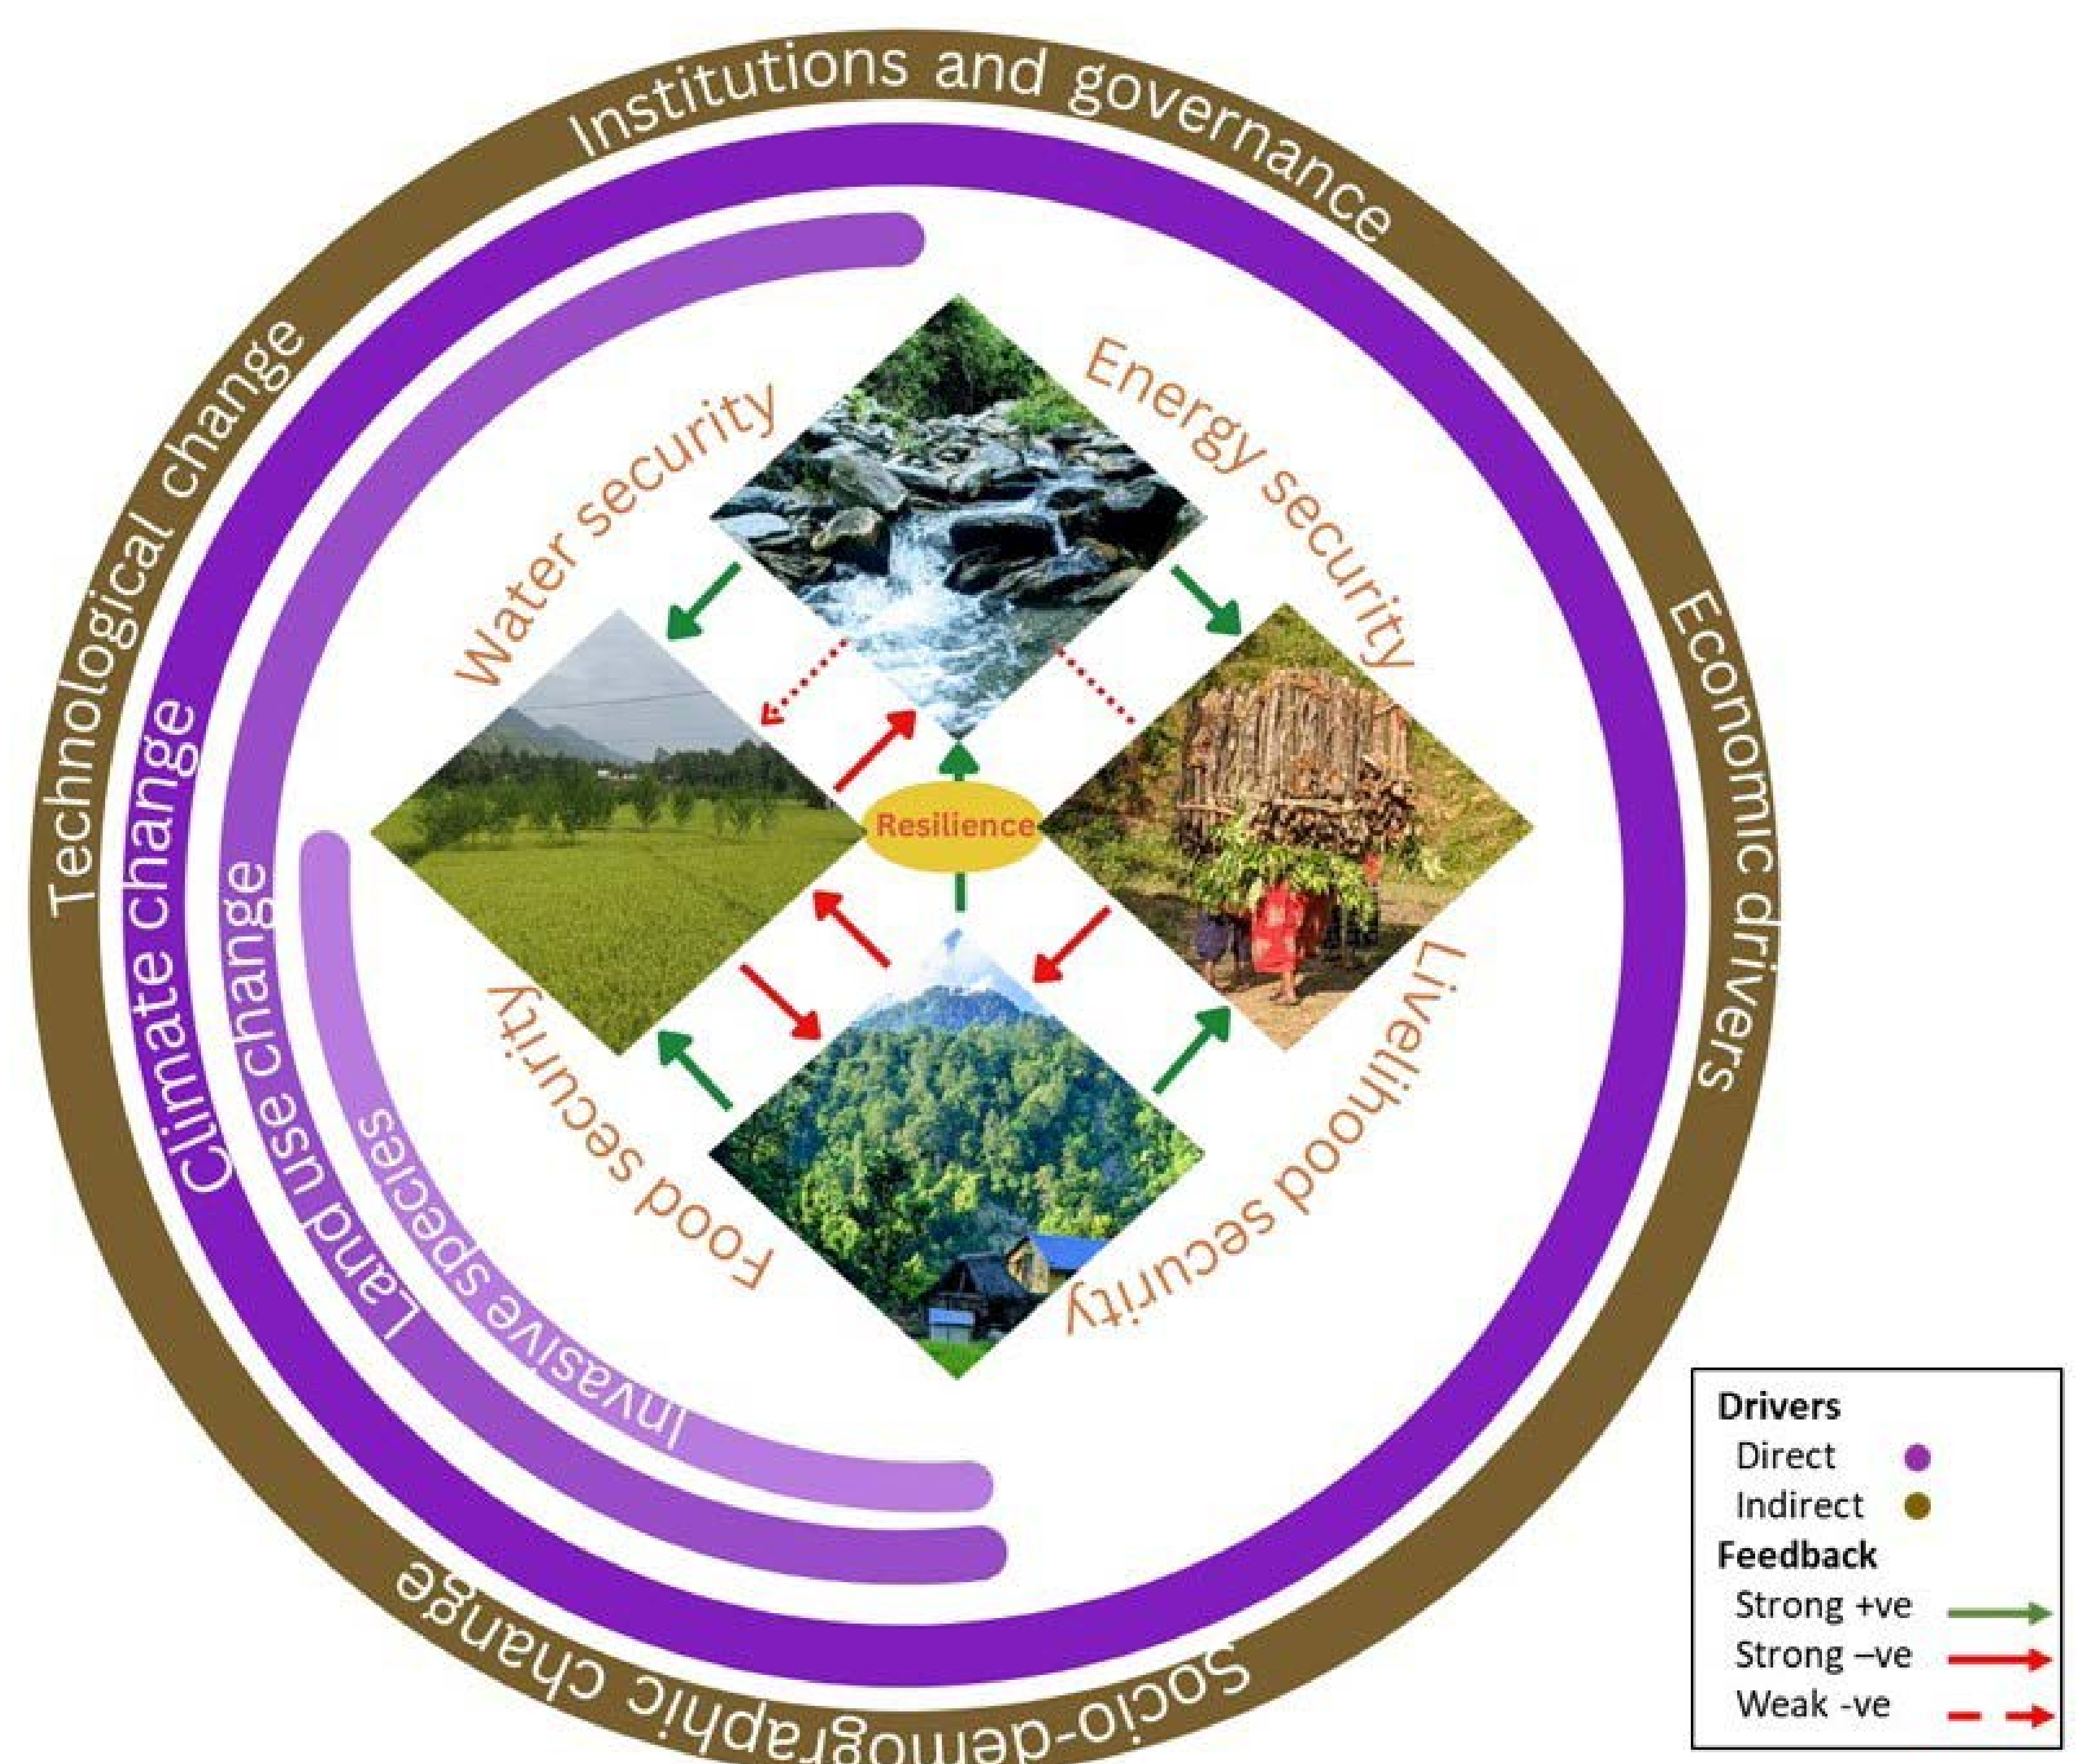 Institutions and governance
Technological change
Economic drivers
Socio-demographic change
Climate change
Land use change
Invasive species
Water security
Energy security
Food security
Livelihood security
Resilience
Drivers
Direct
Indirect
Feedback
Strong +ve
Strong –ve
Weak -ve